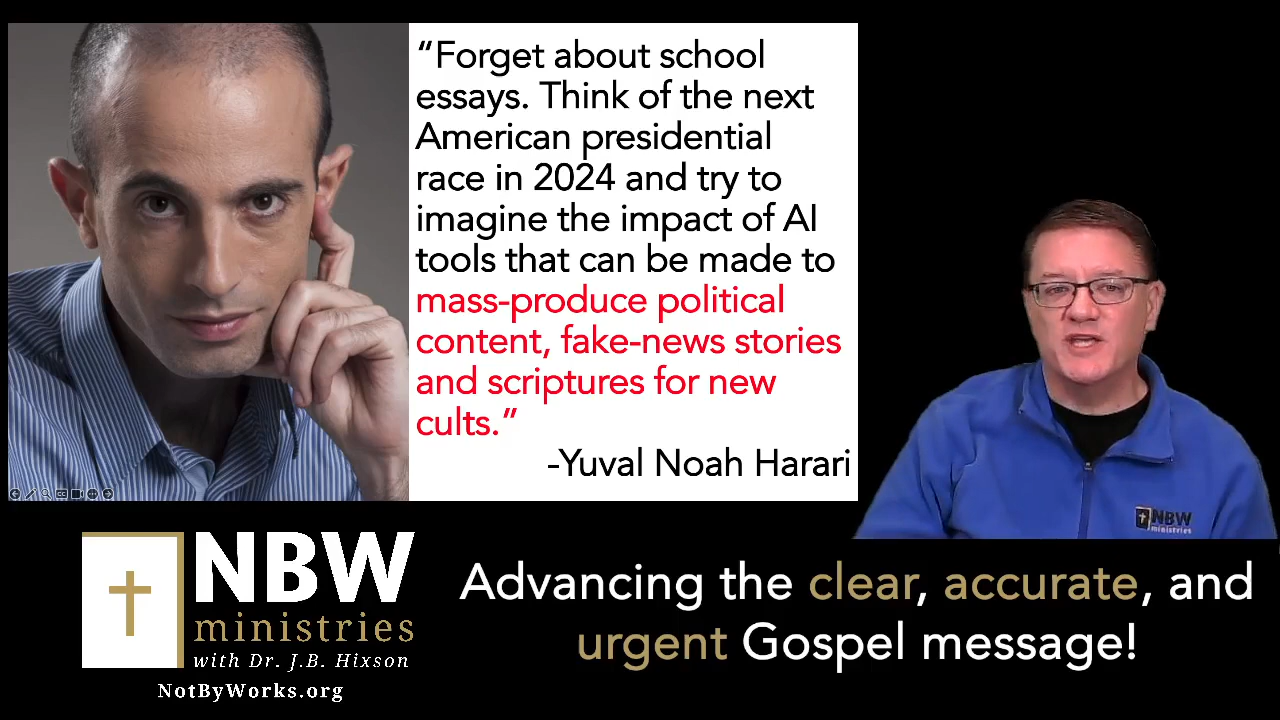 “Forget about school
essays. Think of the next
American presidential
race in 2024 and try to
imagine the impact of AI
tools that can be made to
mass-produce political
content, fake-news stories
and scriptures for new
cults.”
-Yuval Noah Harari
NBW
ministries
NBW
ministries
with Dr. J.B. Hixson
NotByWorks.org
Advancing the clear, accurate, and
urgent Gospel message!